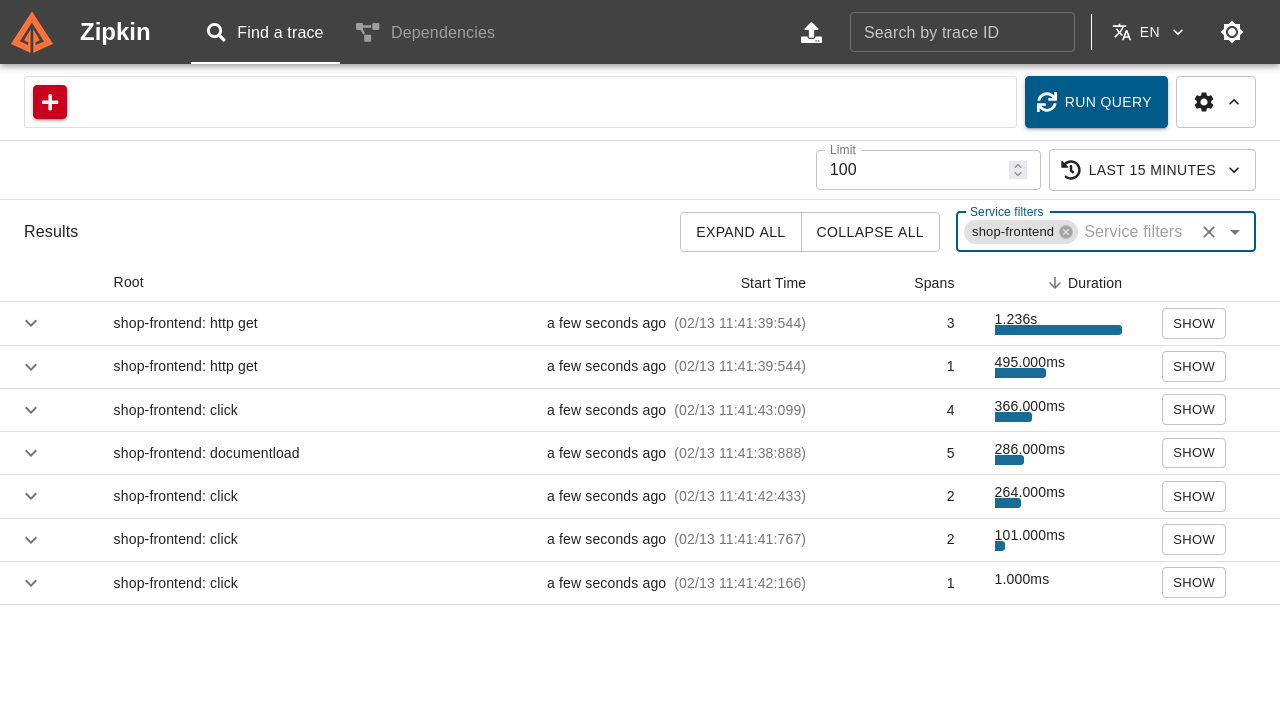 Zipkin Find a trace Dependencies Search by trace ID EN
RUN QUERY
Limit
100 LAST 15 MINUTES
Results EXPAND ALL COLLAPSE ALL Service filters shop-frontend Service filters
Root Start Time Spans Duration
shop-frontend: http get a few seconds ago (02/13 11:41:39:544) 3 1.236s SHOW
shop-frontend: http get a few seconds ago (02/13 11:41:39:544) 1 495.000ms SHOW
shop-frontend: click a few seconds ago (02/13 11:41:43:099) 4 366.000ms SHOW
shop-frontend: documentload a few seconds ago (02/13 11:41:38:888) 5 286.000ms SHOW
shop-frontend: click a few seconds ago (02/13 11:41:42:433) 2 264.000ms SHOW
shop-frontend: click a few seconds ago (02/13 11:41:41:767) 2 101.000ms SHOW
shop-frontend: click a few seconds ago (02/13 11:41:42:166) 1 1.000ms SHOW